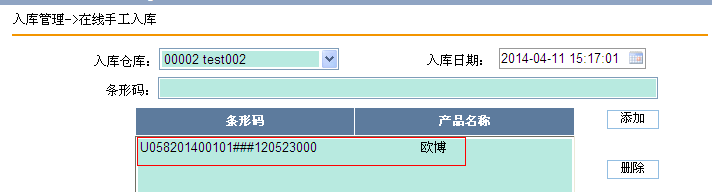 入库管理->在线手工入库
入库仓库： 00002 test002 入库日期： 2014-04-11 15:17:01
条形码：
条形码 产品名称 添加
U058201400101###120523000 欧博
删除